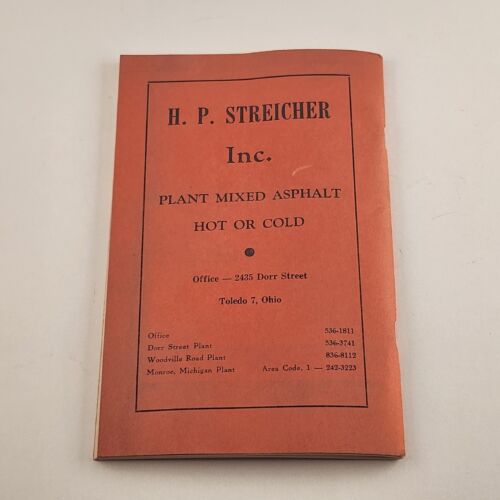 H. P. STREICHER
Inc.
PLANT MIXED ASPHALT
HOT OR COLD
Office — 2435 Dorr Street
Toledo 7, Ohio
Office 536-1811
Dorr Street Plant 536-3741
Woodville Road Plant 836-8112
Monroe, Michigan Plant Area Code, 1 — 242-3223